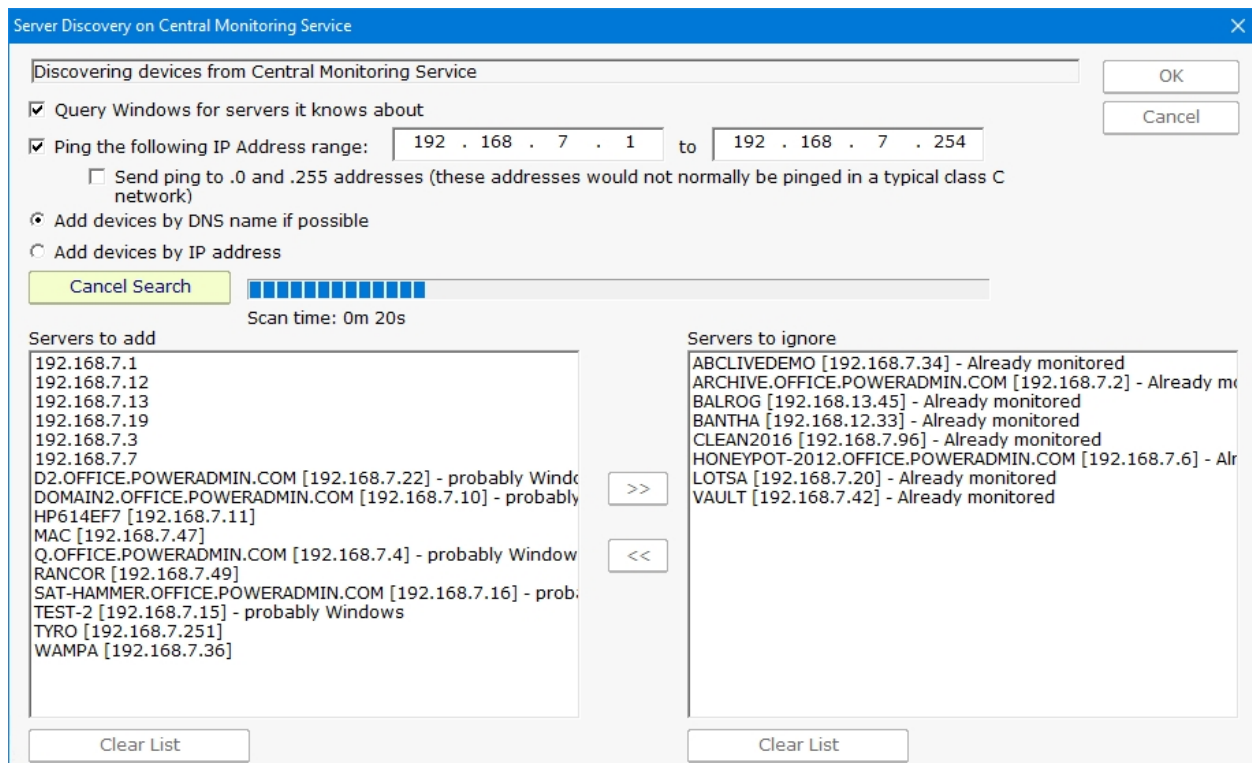 Server Discovery on Central Monitoring Service
Discovering devices from Central Monitoring Service
OK
Query Windows for servers it knows about
Cancel
Ping the following IP Address range: 192 . 168 . 7 . 1 to 192 . 168 . 7 . 254
Send ping to .0 and .255 addresses (these addresses would not normally be pinged in a typical class C
network)
Add devices by DNS name if possible
Add devices by IP address
Cancel Search
Scan time: 0m 20s
Servers to add
192.168.7.1
192.168.7.12
192.168.7.13
192.168.7.19
192.168.7.3
192.168.7.7
D2.OFFICE.POWERADMIN.COM [192.168.7.22] - probably
DOMAIN2.OFFICE.POWERADMIN.COM [192.168.7.10] - probably
HP614EF7 [192.168.7.11]
MAC [192.168.7.47]
Q.OFFICE.POWERADMIN.COM [192.168.7.4] - probably Window
RANCOR [192.168.7.49]
SAT-HAMMER.OFFICE.POWERADMIN.COM [192.168.7.16] -
TEST-2 [192.168.7.15] - probably Windows
TYRO [192.168.7.251]
WAMPA [192.168.7.36]
Clear List
>>
<<
Servers to ignore
ABCLIVEDEMO [192.168.7.34] - Already monitored
ARCHIVE.OFFICE.POWERADMIN.COM [192.168.7.2] - Already
BALROG [192.168.13.45] - Already monitored
BANTHA [192.168.12.33] - Already monitored
CLEAN2016 [192.168.7.96] - Already monitored
HONEYPOT-2012.OFFICE.POWERADMIN.COM [192.168.7.6] -
LOTSA [192.168.7.20] - Already monitored
VAULT [192.168.7.42] - Already monitored
Clear List